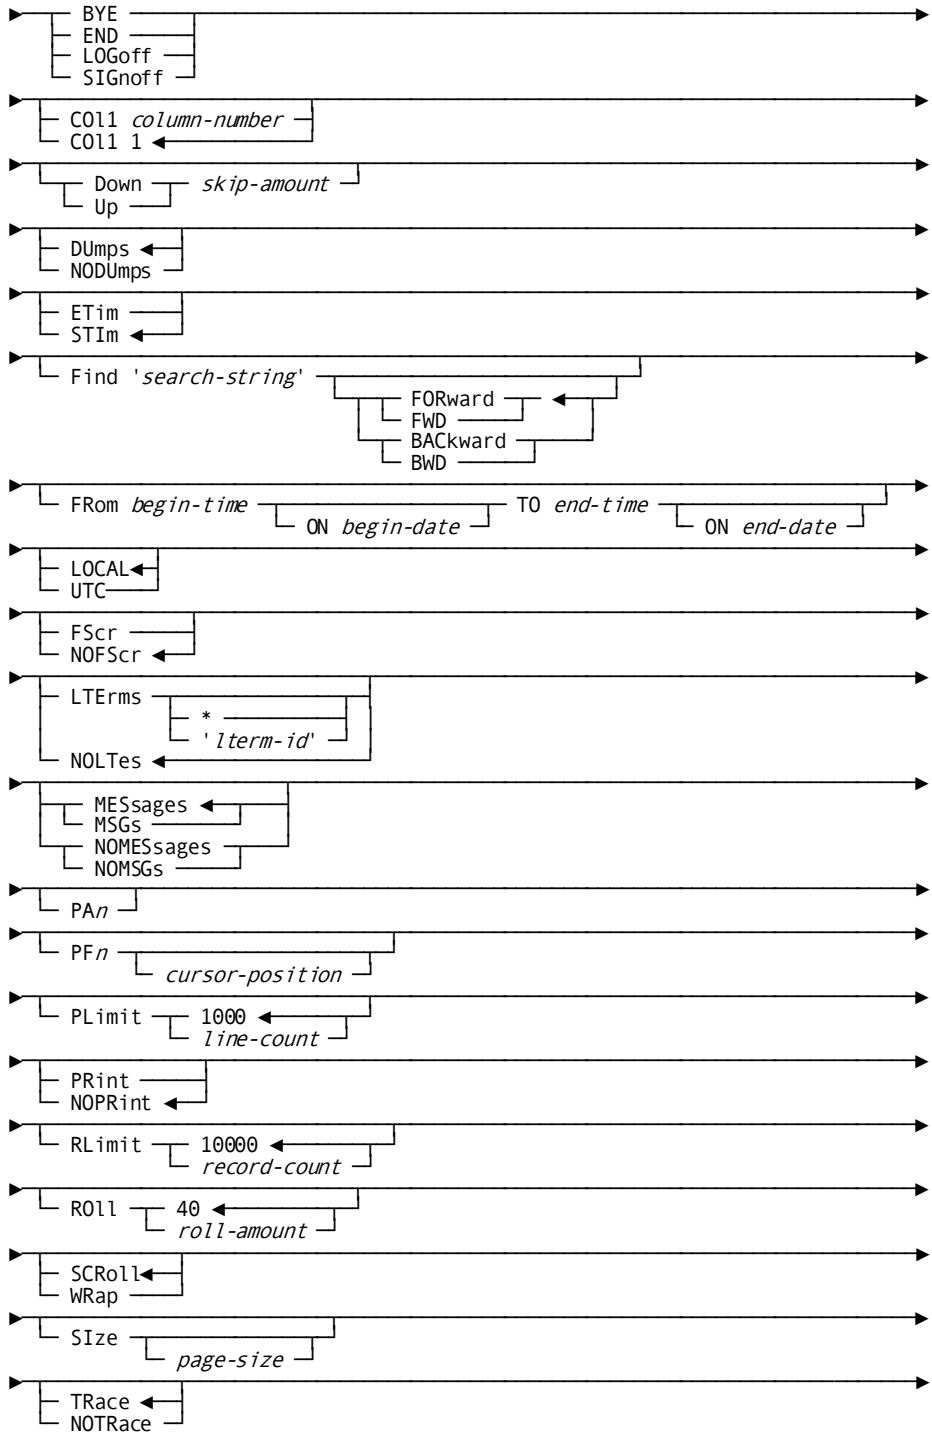 BYE
END
LOGoff
SIGnoff
COl1 column-number
COl1 1
Down skip-amount
Up
DUmps
NODUmps
ETim
STIm
Find 'search-string'
FORward
FWD
BACkward
BWD
FRom begin-time TO end-time
ON begin-date ON end-date
LOCAL
UTC
FScr
NOFScr
LTErms
*
'lterm-id'
NOLTes
MESsages
MSGs
NOMESsages
NOMSGs
PAn
PFn
cursor-position
PLimit 1000
line-count
PRint
NOPRint
RLimit 10000
record-count
ROll 40
roll-amount
SCRoll
WRap
SIze
page-size
TRace
NOTRace